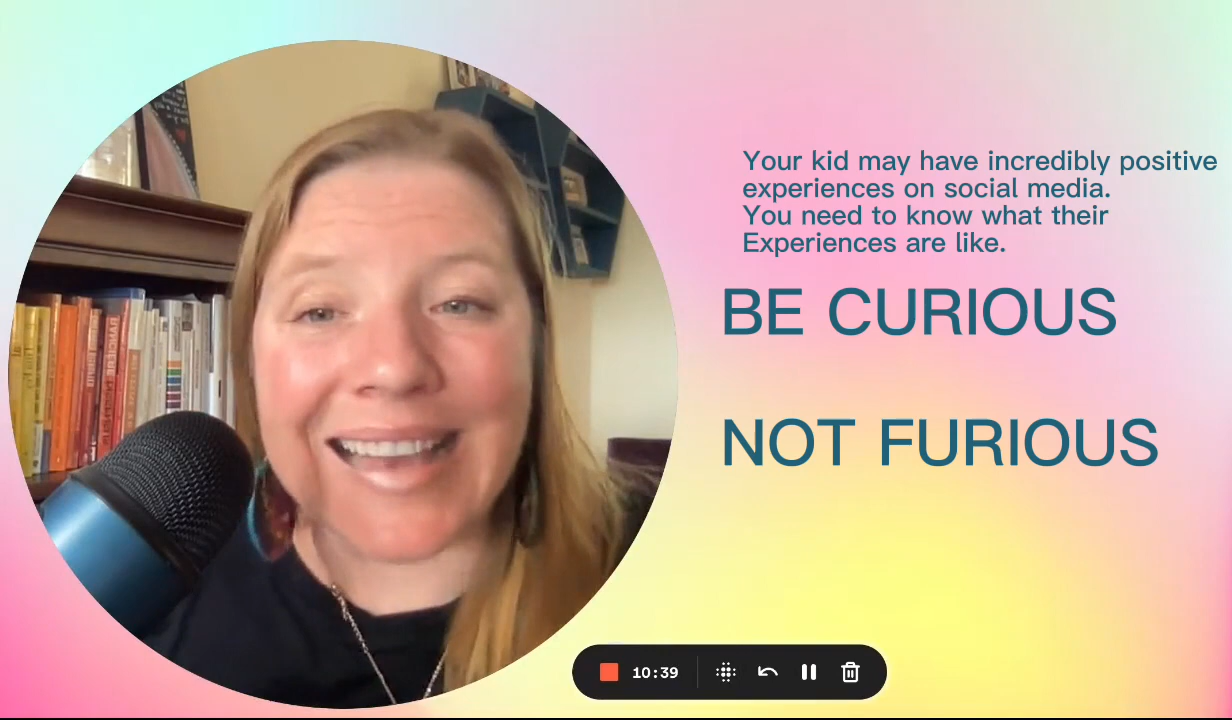 Your kid may have incredibly positive
experiences on social media.
You need to know what their
Experiences are like.
BE CURIOUS
NOT FURIOUS
10:39